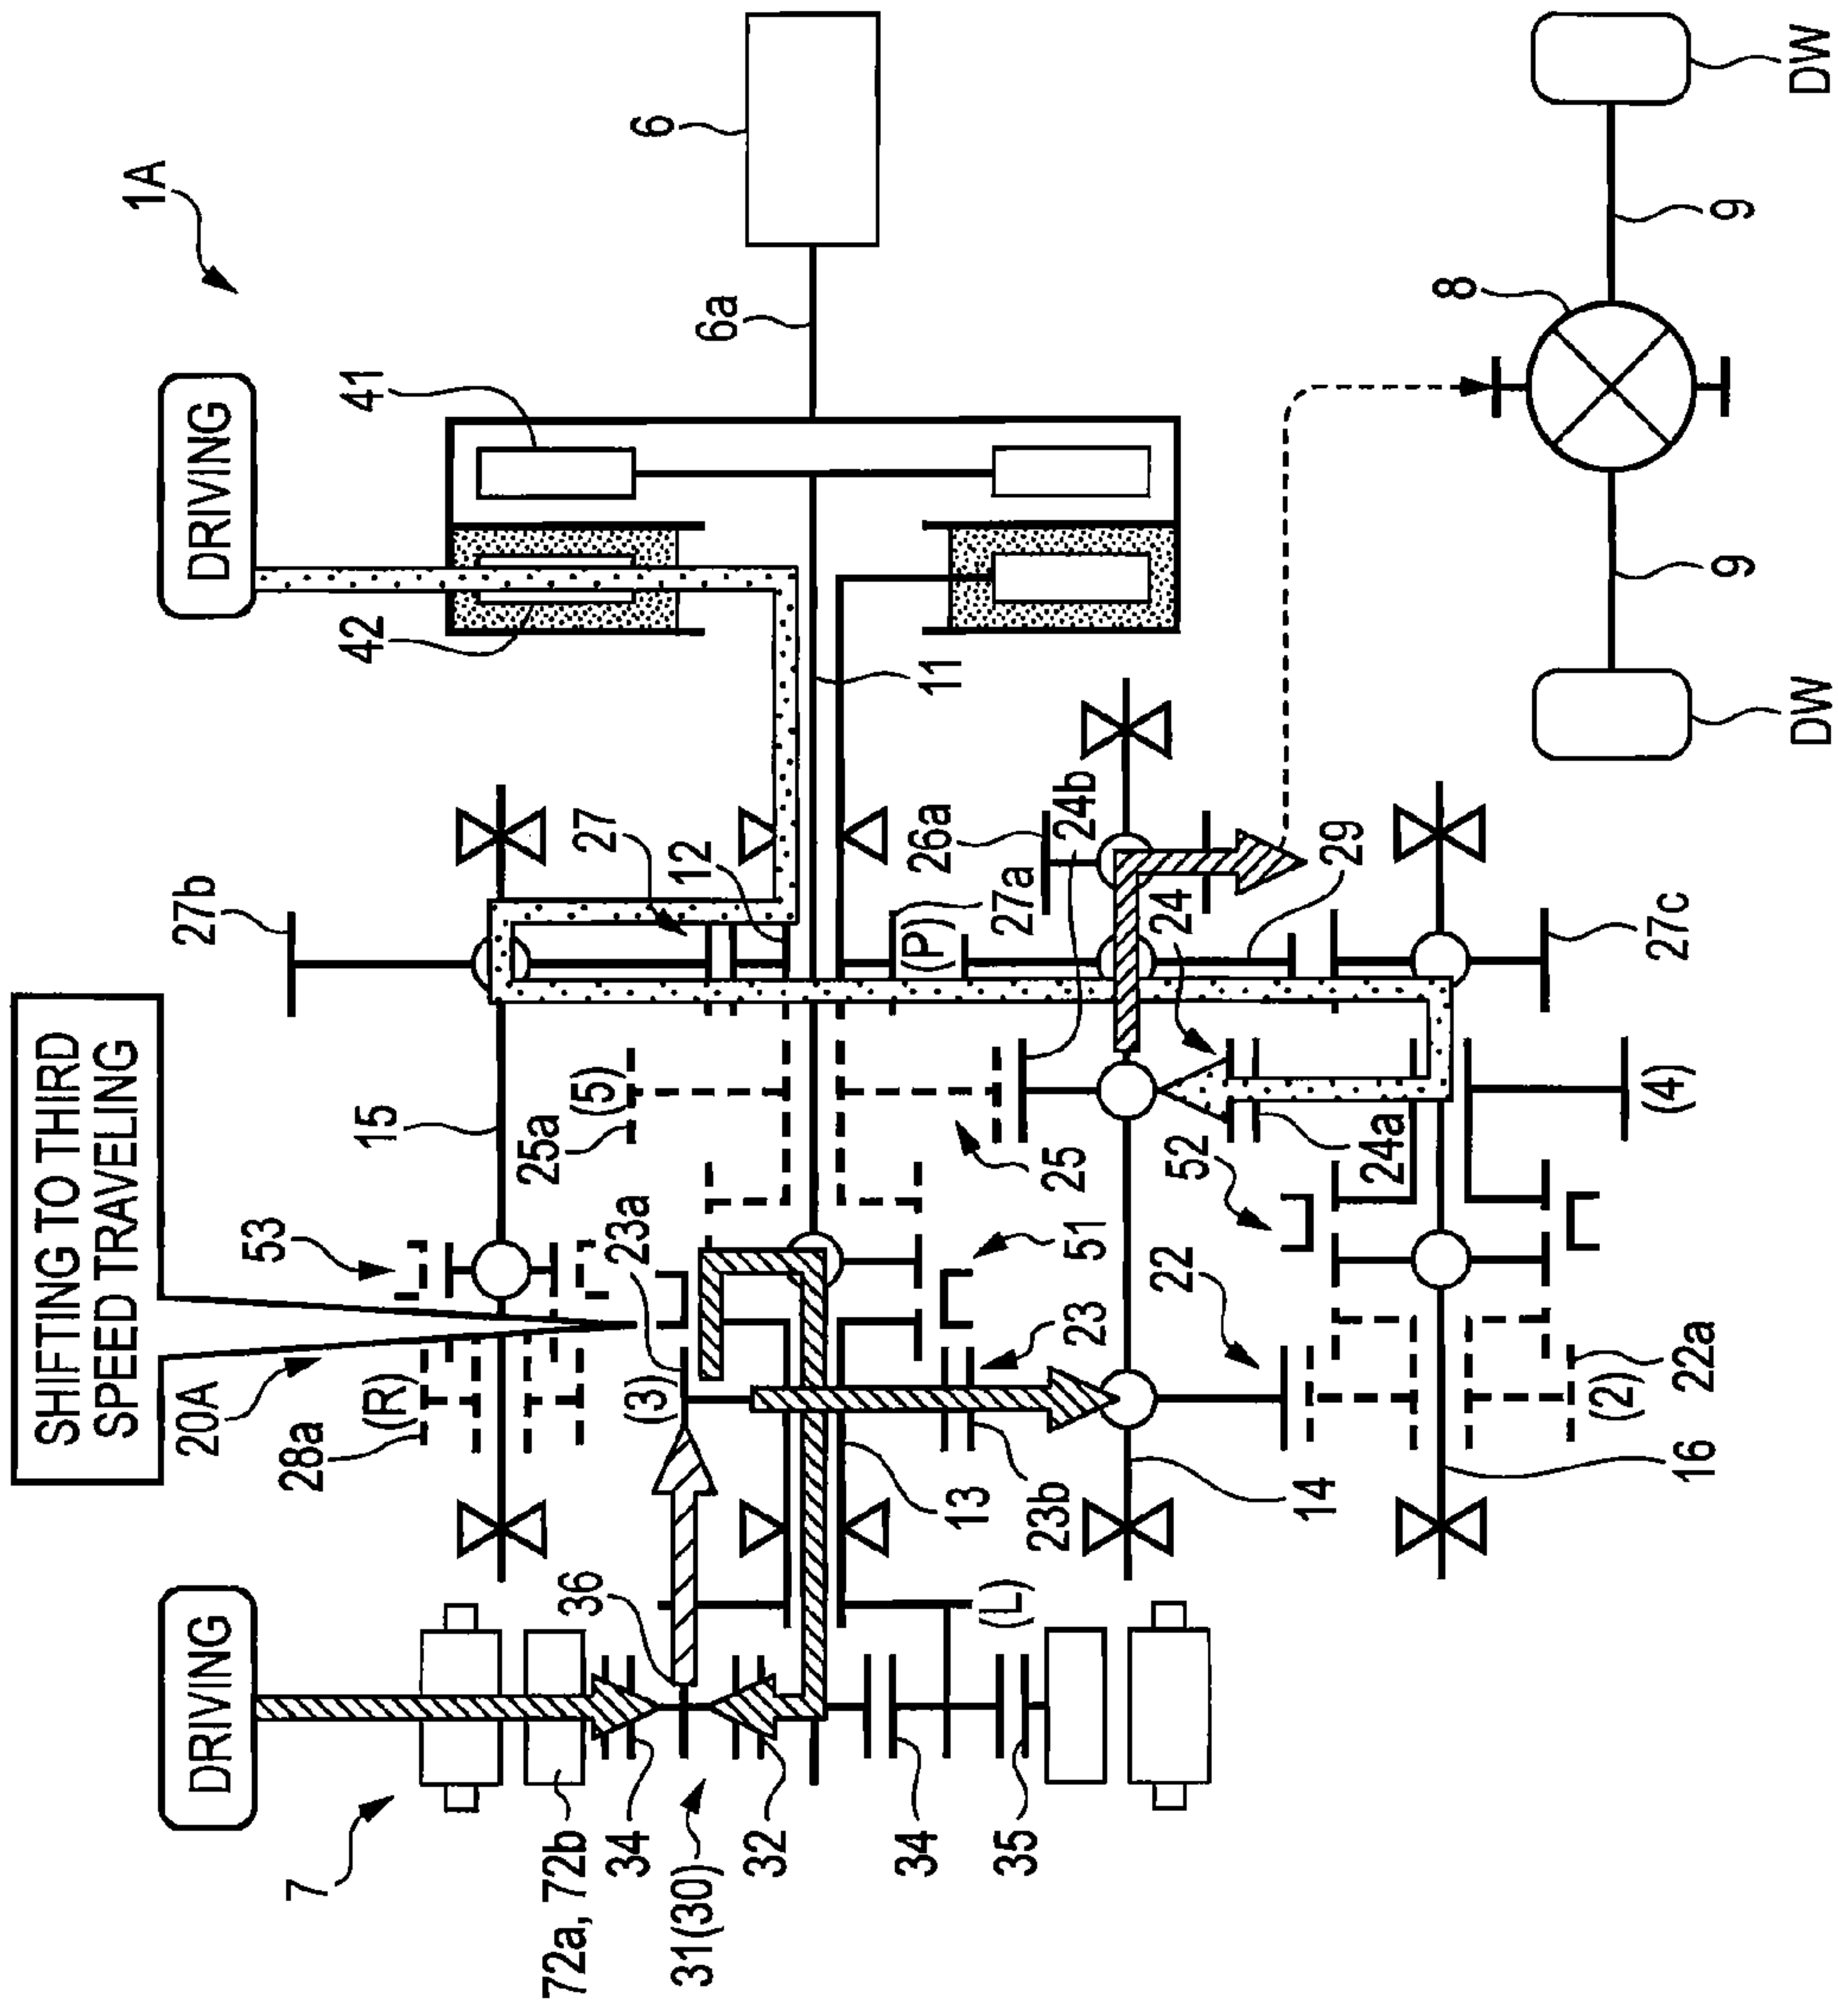 1A
6
6a
DRIVING
41
42
11
27b
27
12
26a
24b
27a
(P)
24
29
27c
8
9
9
DW
DW
SHIFTING TO THIRD
SPEED TRAVELING
15
25a
(5)
25
52
24a
(4)
53
23a
51
20A
28a
(R)
(3)
23
22
22a
(2)
13
23b
14
16
36
(L)
DRIVING
7
72a, 72b
34
31(30)
32
34
35